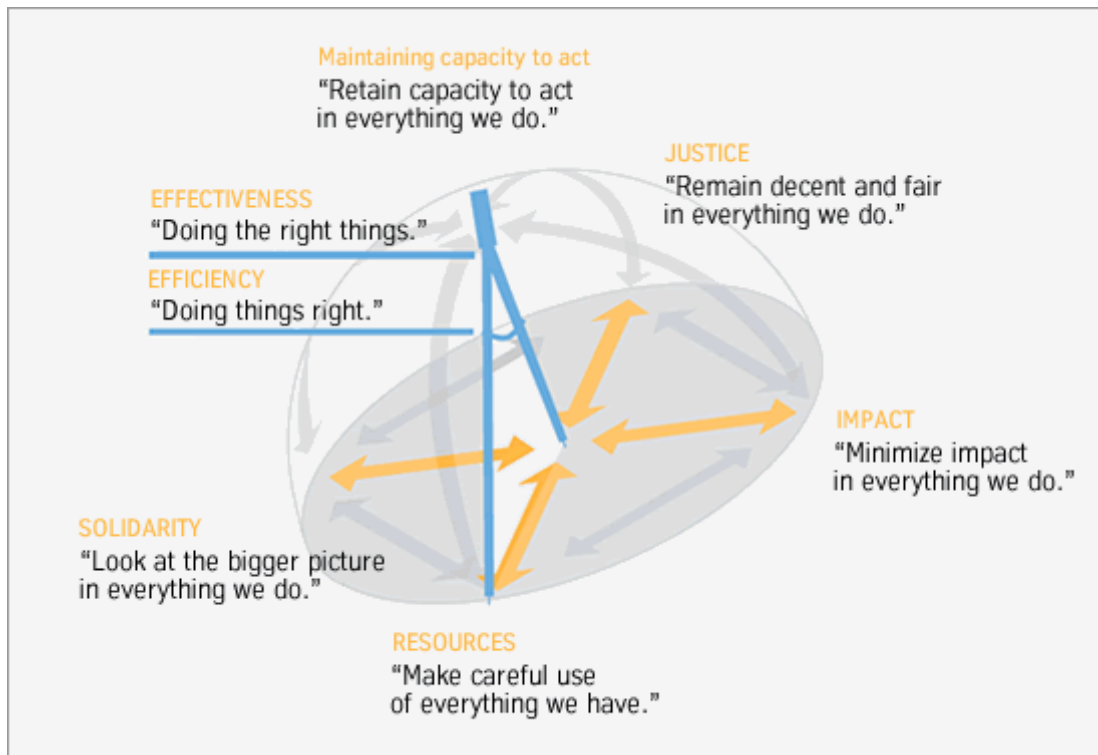 Maintaining capacity to act
“Retain capacity to act
in everything we do.”
JUSTICE
“Remain decent and fair
in everything we do.”
EFFECTIVENESS
“Doing the right things.”
EFFICIENCY
“Doing things right.”
IMPACT
“Minimize impact
in everything we do.”
SOLIDARITY
“Look at the bigger picture
in everything we do.”
RESOURCES
“Make careful use
of everything we have.”